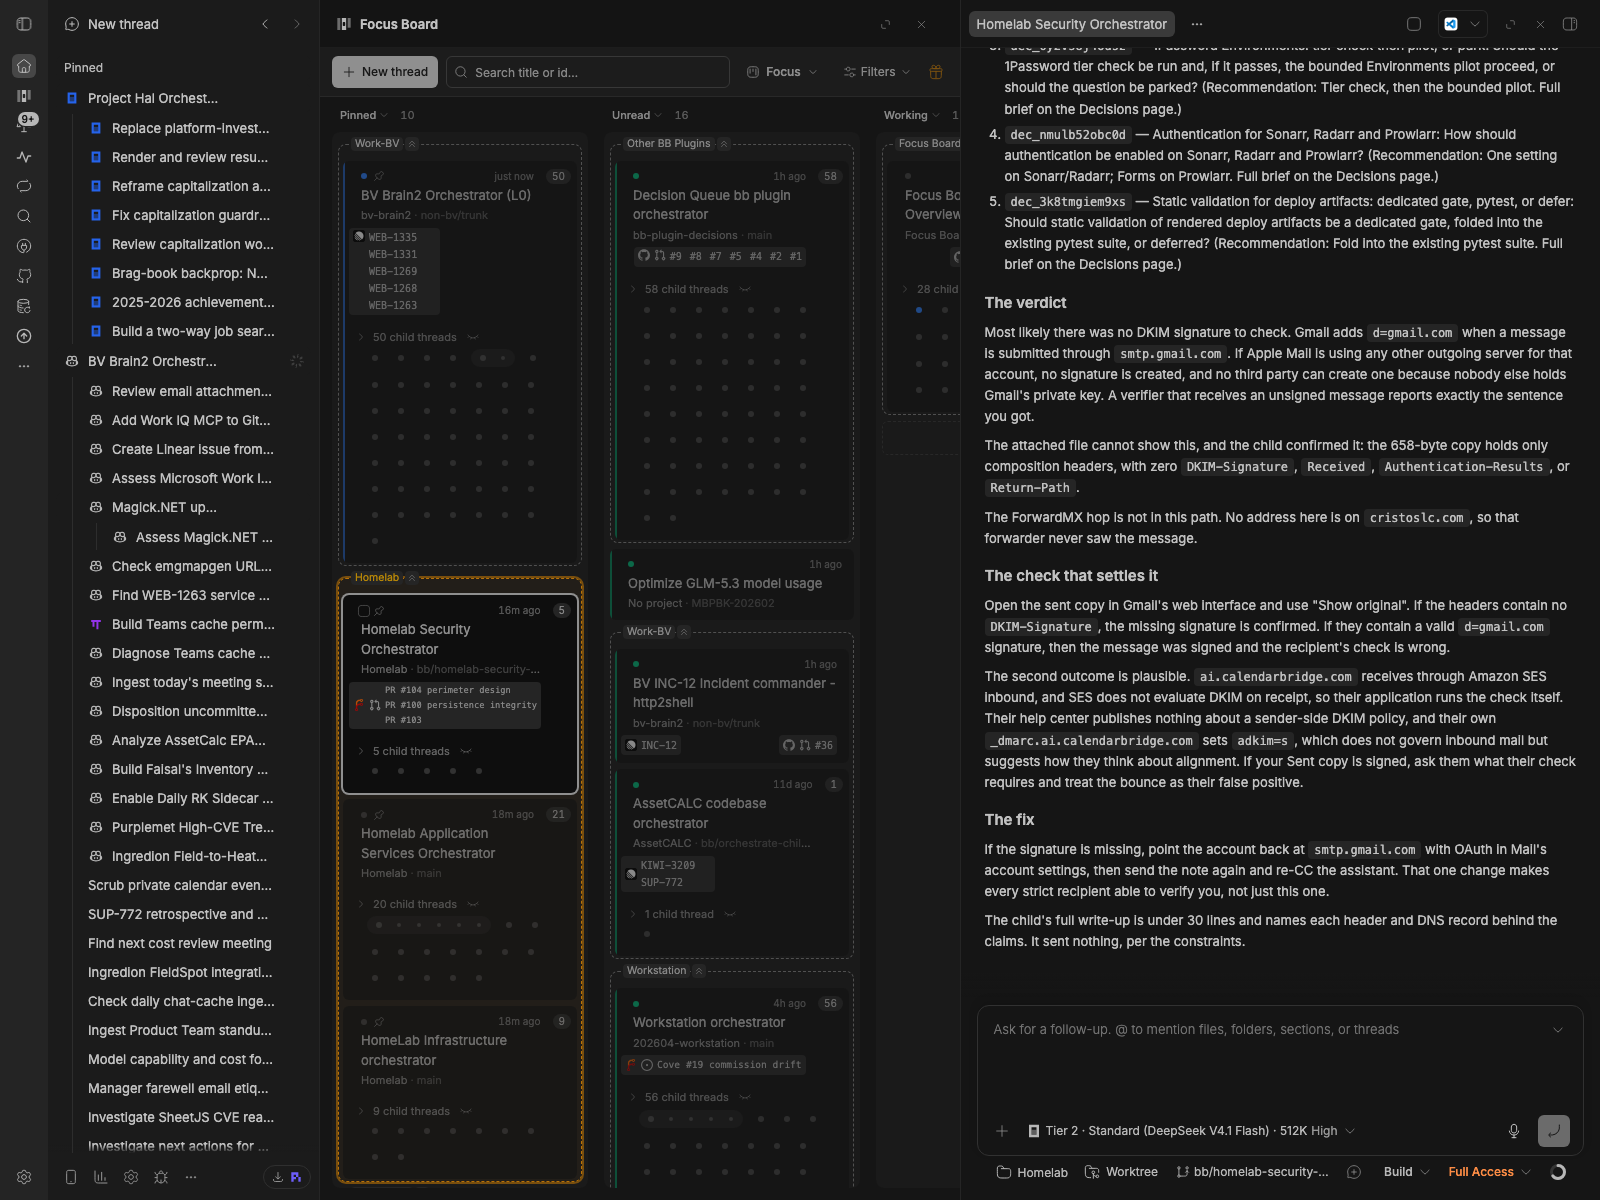 New thread
Pinned
Project Hal Orchest...
Replace platform-invest...
Render and review resu...
Reframe capitalization a...
Fix capitalization guardr...
Review capitalization wo...
Brag-book backprop: N...
2025-2026 achievement...
Build a two-way job sear...
BV Brain2 Orchestr...
Review email attachmen...
Add Work IQ MCP to Git...
Create Linear issue from...
Assess Microsoft Work I...
Magick.NET up...
Assess Magick.NET ...
Check emgmapgen URL...
Find WEB-1263 service ...
Build Teams cache perm...
Diagnose Teams cache ...
Ingest today's meeting s...
Disposition uncommitte...
Analyze AssetCalc EPA...
Build Faisal's Inventory ...
Enable Daily RK Sidecar ...
Purplemet High-CVE Tre...
Ingredion Field-to-Heat...
Scrub private calendar even...
SUP-772 retrospective and ...
Find next cost review meeting
Ingredion FieldSpot integrati...
Check daily chat-cache inge...
Ingest Product Team standu...
Model capability and cost fo...
Manager farewell email etiq...
Investigate SheetJS CVE rea...
Investigate next actions for ...
9+
Focus Board
New thread
Search title or id...
Focus
Filters
Pinned 10
Work-BV
just now 50
BV Brain2 Orchestrator (L0)
bv-brain2 · non-bv/trunk
WEB-1335
WEB-1331
WEB-1269
WEB-1268
WEB-1263
50 child threads
Homelab
16m ago 5
Homelab Security
Orchestrator
Homelab · bb/homelab-security-...
PR #104 perimeter design
PR #100 persistence integrity
PR #103
5 child threads
18m ago 21
Homelab Application
Services Orchestrator
Homelab · main
20 child threads
18m ago 9
HomeLab Infrastructure
orchestrator
Homelab · main
9 child threads
Unread 16
Other BB Plugins
1h ago 58
Decision Queue bb plugin
orchestrator
bb-plugin-decisions · main
#9 #8 #7 #5 #4 #2 #1
58 child threads
1h ago
Optimize GLM-5.3 model usage
No project · MBPBK-202602
Work-BV
1h ago
BV INC-12 Incident commander -
http2shell
bv-brain2 · non-bv/trunk
INC-12
#36
11d ago 1
AssetCALC codebase
orchestrator
AssetCALC · bb/orchestrate-chil...
KIWI-3209
SUP-772
1 child thread
Workstation
4h ago 56
Workstation orchestrator
202604-workstation · main
Cove #19 commission drift
56 child threads
Working 1
Focus Board
Focus Bo
Overview
Focus Boa
28 child
Homelab Security Orchestrator
1Password tier check be run and, if it passes, the bounded Environments pilot proceed, or
should the question be parked? (Recommendation: Tier check, then the bounded pilot. Full
brief on the Decisions page.)
4. dec_nmulb52obc0d — Authentication for Sonarr, Radarr and Prowlarr: How should
authentication be enabled on Sonarr, Radarr and Prowlarr? (Recommendation: One setting
on Sonarr/Radarr; Forms on Prowlarr. Full brief on the Decisions page.)
5. dec_3k8tmgiem9xs — Static validation for deploy artifacts: dedicated gate, pytest, or defer:
Should static validation of rendered deploy artifacts be a dedicated gate, folded into the
existing pytest suite, or deferred? (Recommendation: Fold into the existing pytest suite. Full
brief on the Decisions page.)
The verdict
Most likely there was no DKIM signature to check. Gmail adds d=gmail.com when a message
is submitted through smtp.gmail.com. If Apple Mail is using any other outgoing server for that
account, no signature is created, and no third party can create one because nobody else holds
Gmail's private key. A verifier that receives an unsigned message reports exactly the sentence
you got.
The attached file cannot show this, and the child confirmed it: the 658-byte copy holds only
composition headers, with zero DKIM-Signature, Received, Authentication-Results, or
Return-Path.
The ForwardMX hop is not in this path. No address here is on cristoslc.com, so that
forwarder never saw the message.
The check that settles it
Open the sent copy in Gmail's web interface and use "Show original". If the headers contain no
DKIM-Signature, the missing signature is confirmed. If they contain a valid d=gmail.com
signature, then the message was signed and the recipient's check is wrong.
The second outcome is plausible. ai.calendarbridge.com receives through Amazon SES
inbound, and SES does not evaluate DKIM on receipt, so their application runs the check itself.
Their help center publishes nothing about a sender-side DKIM policy, and their own
_dmarc.ai.calendarbridge.com sets adkim=s, which does not govern inbound mail but
suggests how they think about alignment. If your Sent copy is signed, ask them what their check
requires and treat the bounce as their false positive.
The fix
If the signature is missing, point the account back at smtp.gmail.com with OAuth in Mail's
account settings, then send the note again and re-CC the assistant. That one change makes
every strict recipient able to verify you, not just this one.
The child's full write-up is under 30 lines and names each header and DNS record behind the
claims. It sent nothing, per the constraints.
Ask for a follow-up. @ to mention files, folders, sections, or threads
Tier 2 · Standard (DeepSeek V4.1 Flash) · 512K High
Homelab Worktree bb/homelab-security-... Build Full Access